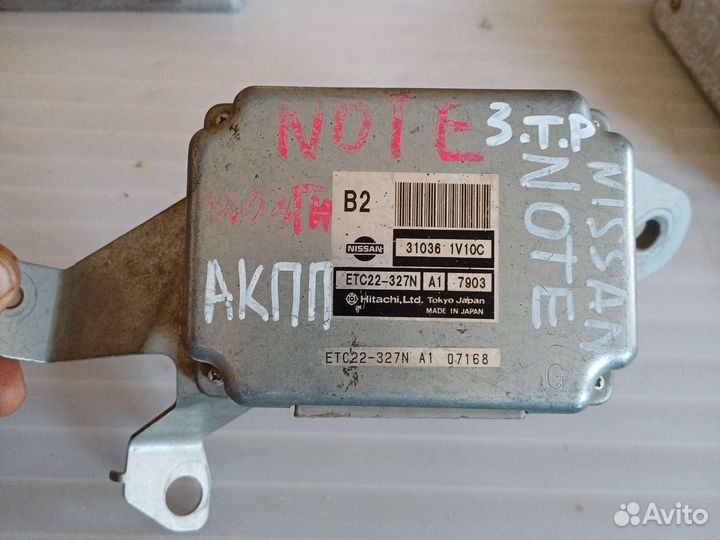 NOTE
З.Т.Р
NISSAN
NOTE
АКПП
B2
NISSAN
31036 1V10C
ETC22-327N A1 7903
Hitachi,Ltd. Tokyo Japan
MADE IN JAPAN
ETC22-327N A1 07168
G
Avito